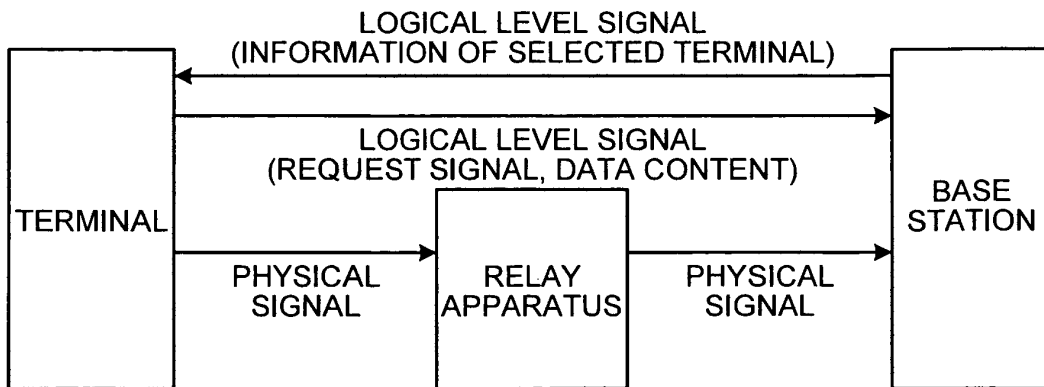 LOGICAL LEVEL SIGNAL
(INFORMATION OF SELECTED TERMINAL)
LOGICAL LEVEL SIGNAL
(REQUEST SIGNAL, DATA CONTENT)
TERMINAL
BASE
STATION
PHYSICAL
SIGNAL
RELAY
APPARATUS
PHYSICAL
SIGNAL